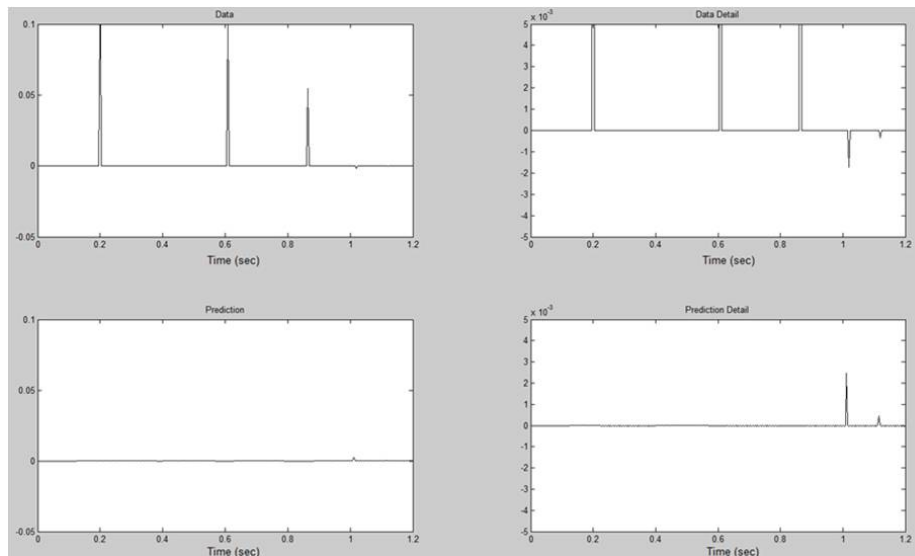 Data
0.1
0.05
0
-0.05
0 0.2 0.4 0.6 0.8 1 1.2
Time (sec)
Data Detail
x 10⁻³
5
4
3
2
1
0
-1
-2
-3
-4
-5
0 0.2 0.4 0.6 0.8 1 1.2
Time (sec)
Prediction
0.1
0.05
0
-0.05
0 0.2 0.4 0.6 0.8 1 1.2
Time (sec)
Prediction Detail
x 10⁻³
5
4
3
2
1
0
-1
-2
-3
-4
-5
0 0.2 0.4 0.6 0.8 1 1.2
Time (sec)